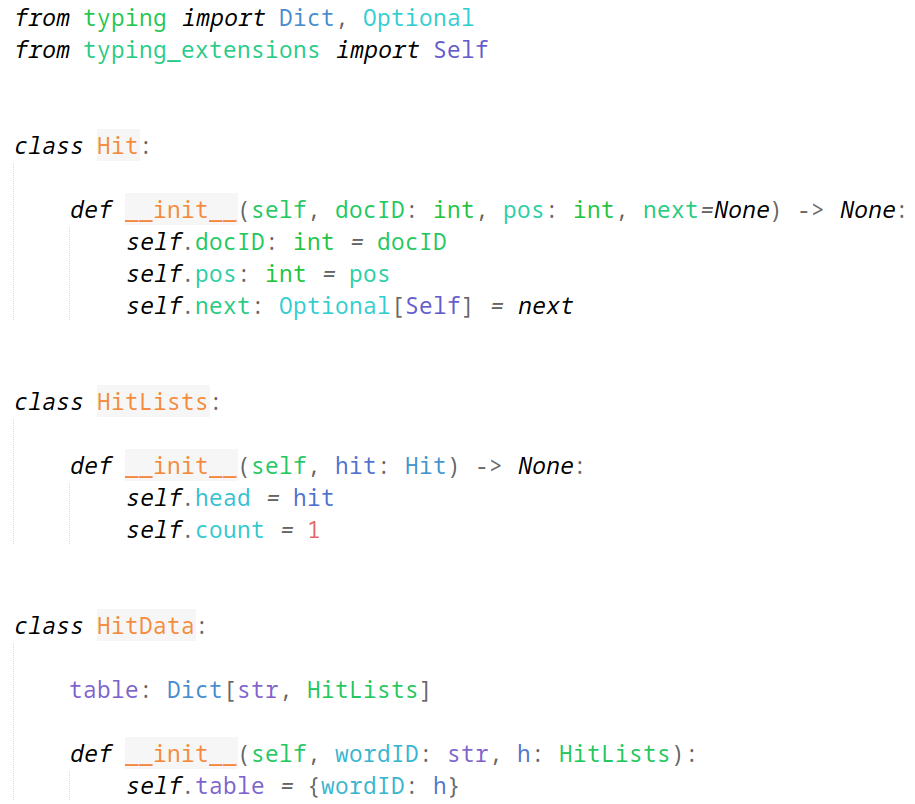 from typing import Dict, Optional
from typing_extensions import Self
class Hit:
def __init__(self, docID: int, pos: int, next=None) -> None:
self.docID: int = docID
self.pos: int = pos
self.next: Optional[Self] = next
class HitLists:
def __init__(self, hit: Hit) -> None:
self.head = hit
self.count = 1
class HitData:
table: Dict[str, HitLists]
def __init__(self, wordID: str, h: HitLists):
self.table = {wordID: h}